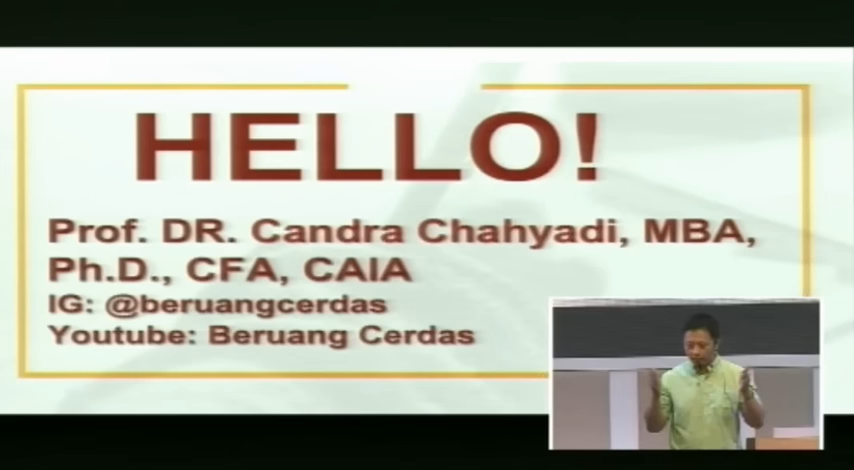 HELLO!
Prof. DR. Candra Chahyadi, MBA,
Ph.D., CFA, CAIA
IG: @beruangcerdas
Youtube: Beruang Cerdas